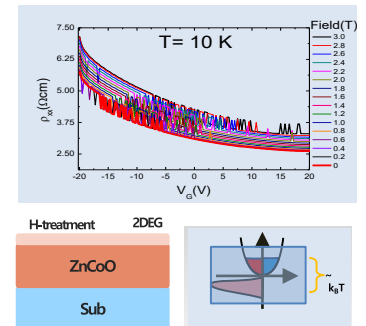 Field(T)
7.50
6.25
5.00
3.75
2.50
ρxx(Ωcm)
T= 10 K
-20 -15 -10 -5 0 5 10 15 20
VG(V)
3.0
2.8
2.6
2.4
2.2
2.0
1.8
1.6
1.4
1.2
1.0
0.8
0.6
0.4
0.2
0
H-treatment 2DEG
ZnCoO
Sub
~
kBT